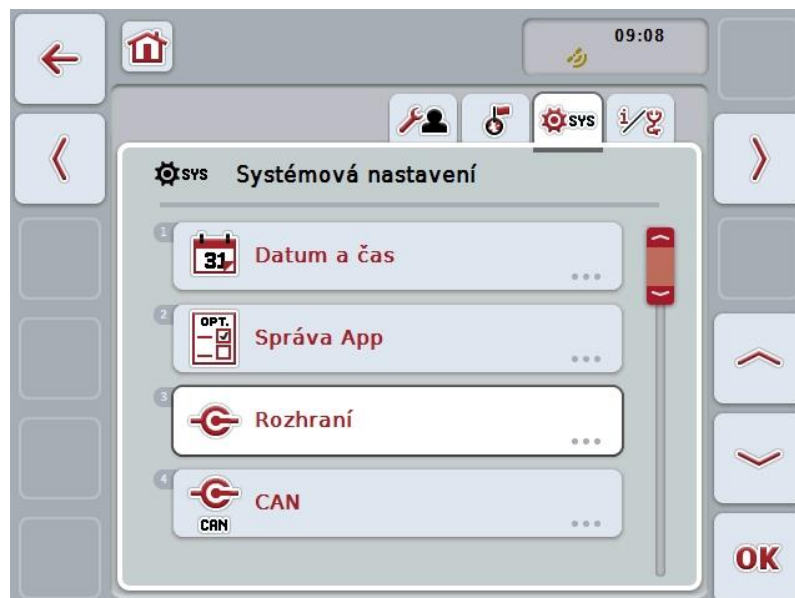 09:08
SYS
i/
SYS Systémová nastavení
1
31
Datum a čas
2
OPT.
Správa App
3
Rozhraní
4
CAN
CAN
OK